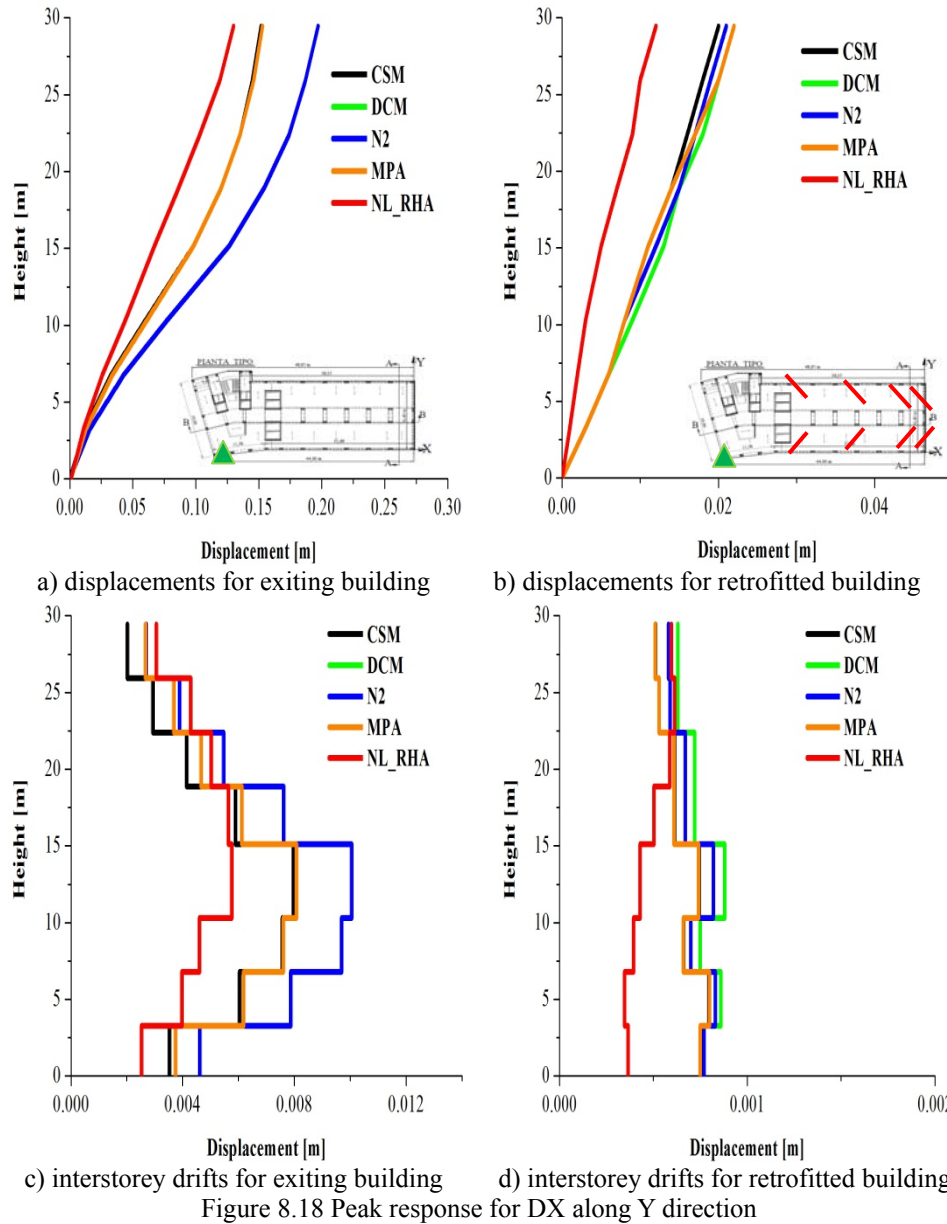 30
25
20
15
10
5
0
Height [m]
CSM
DCM
N2
MPA
NL_RHA
PIANTA TIPO
A
Y
B
B
X
A
0.00 0.05 0.10 0.15 0.20 0.25 0.30
Displacement [m]
a) displacements for exiting building
30
25
20
15
10
5
0
Height [m]
CSM
DCM
N2
MPA
NL_RHA
PIANTA TIPO
A
Y
B
B
X
A
0.00 0.02 0.04
Displacement [m]
b) displacements for retrofitted building
30
25
20
15
10
5
0
Height [m]
CSM
DCM
N2
MPA
NL_RHA
0.000 0.004 0.008 0.012
Displacement [m]
c) interstorey drifts for exiting building
30
25
20
15
10
5
0
Height [m]
CSM
DCM
N2
MPA
NL_RHA
0.000 0.001 0.002
Displacement [m]
d) interstorey drifts for retrofitted building
Figure 8.18 Peak response for DX along Y direction